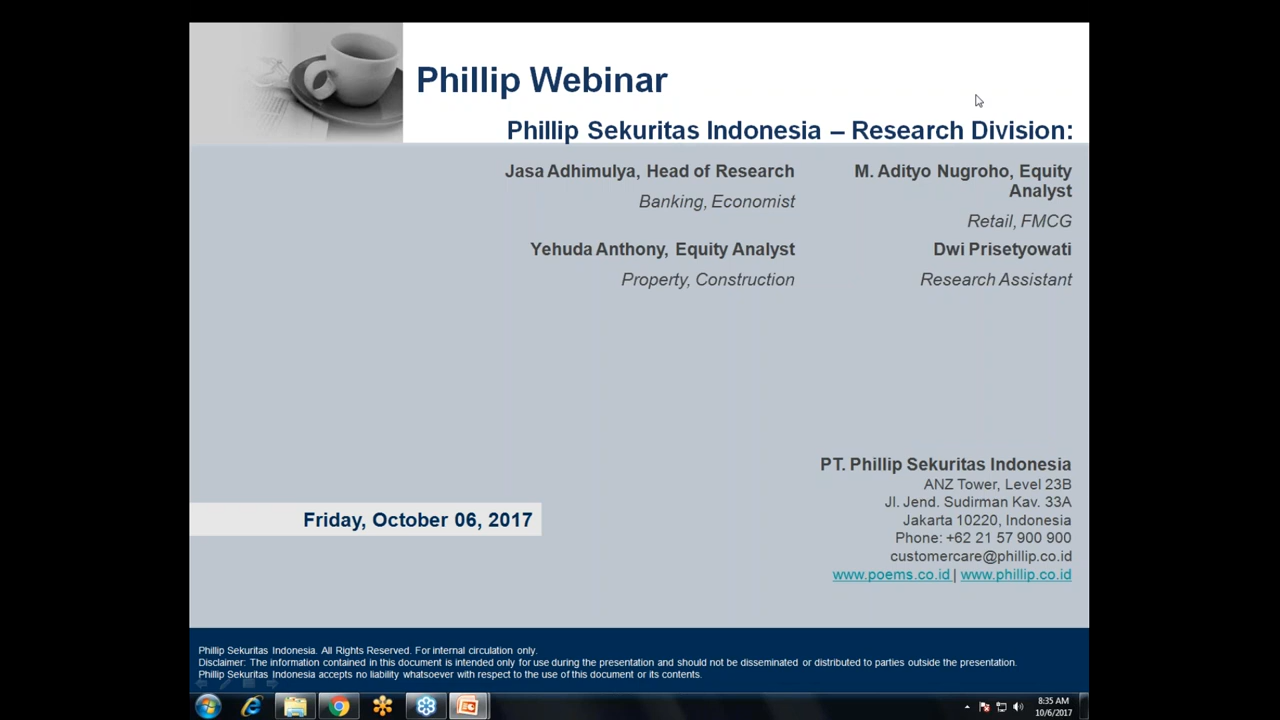 Phillip Webinar
Phillip Sekuritas Indonesia – Research Division:
Jasa Adhimulya, Head of Research
Banking, Economist
M. Adityo Nugroho, Equity
Analyst
Retail, FMCG
Yehuda Anthony, Equity Analyst
Property, Construction
Dwi Prisetyowati
Research Assistant
PT. Phillip Sekuritas Indonesia
ANZ Tower, Level 23B
Jl. Jend. Sudirman Kav. 33A
Jakarta 10220, Indonesia
Phone: +62 21 57 900 900
customercare@phillip.co.id
www.poems.co.id | www.phillip.co.id
Friday, October 06, 2017
Phillip Sekuritas Indonesia. All Rights Reserved. For internal circulation only.
Disclaimer: The information contained in this document is intended only for use during the presentation and should not be disseminated or distributed to parties outside the presentation.
Phillip Sekuritas Indonesia accepts no liability whatsoever with respect to the use of this document or its contents.
8:35 AM
10/6/2017